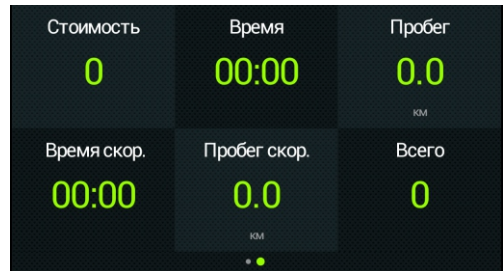 Стоимость Время Пробег
0 00:00 0.0
км
Время скор. Пробег скор. Всего
00:00 0.0 0
км